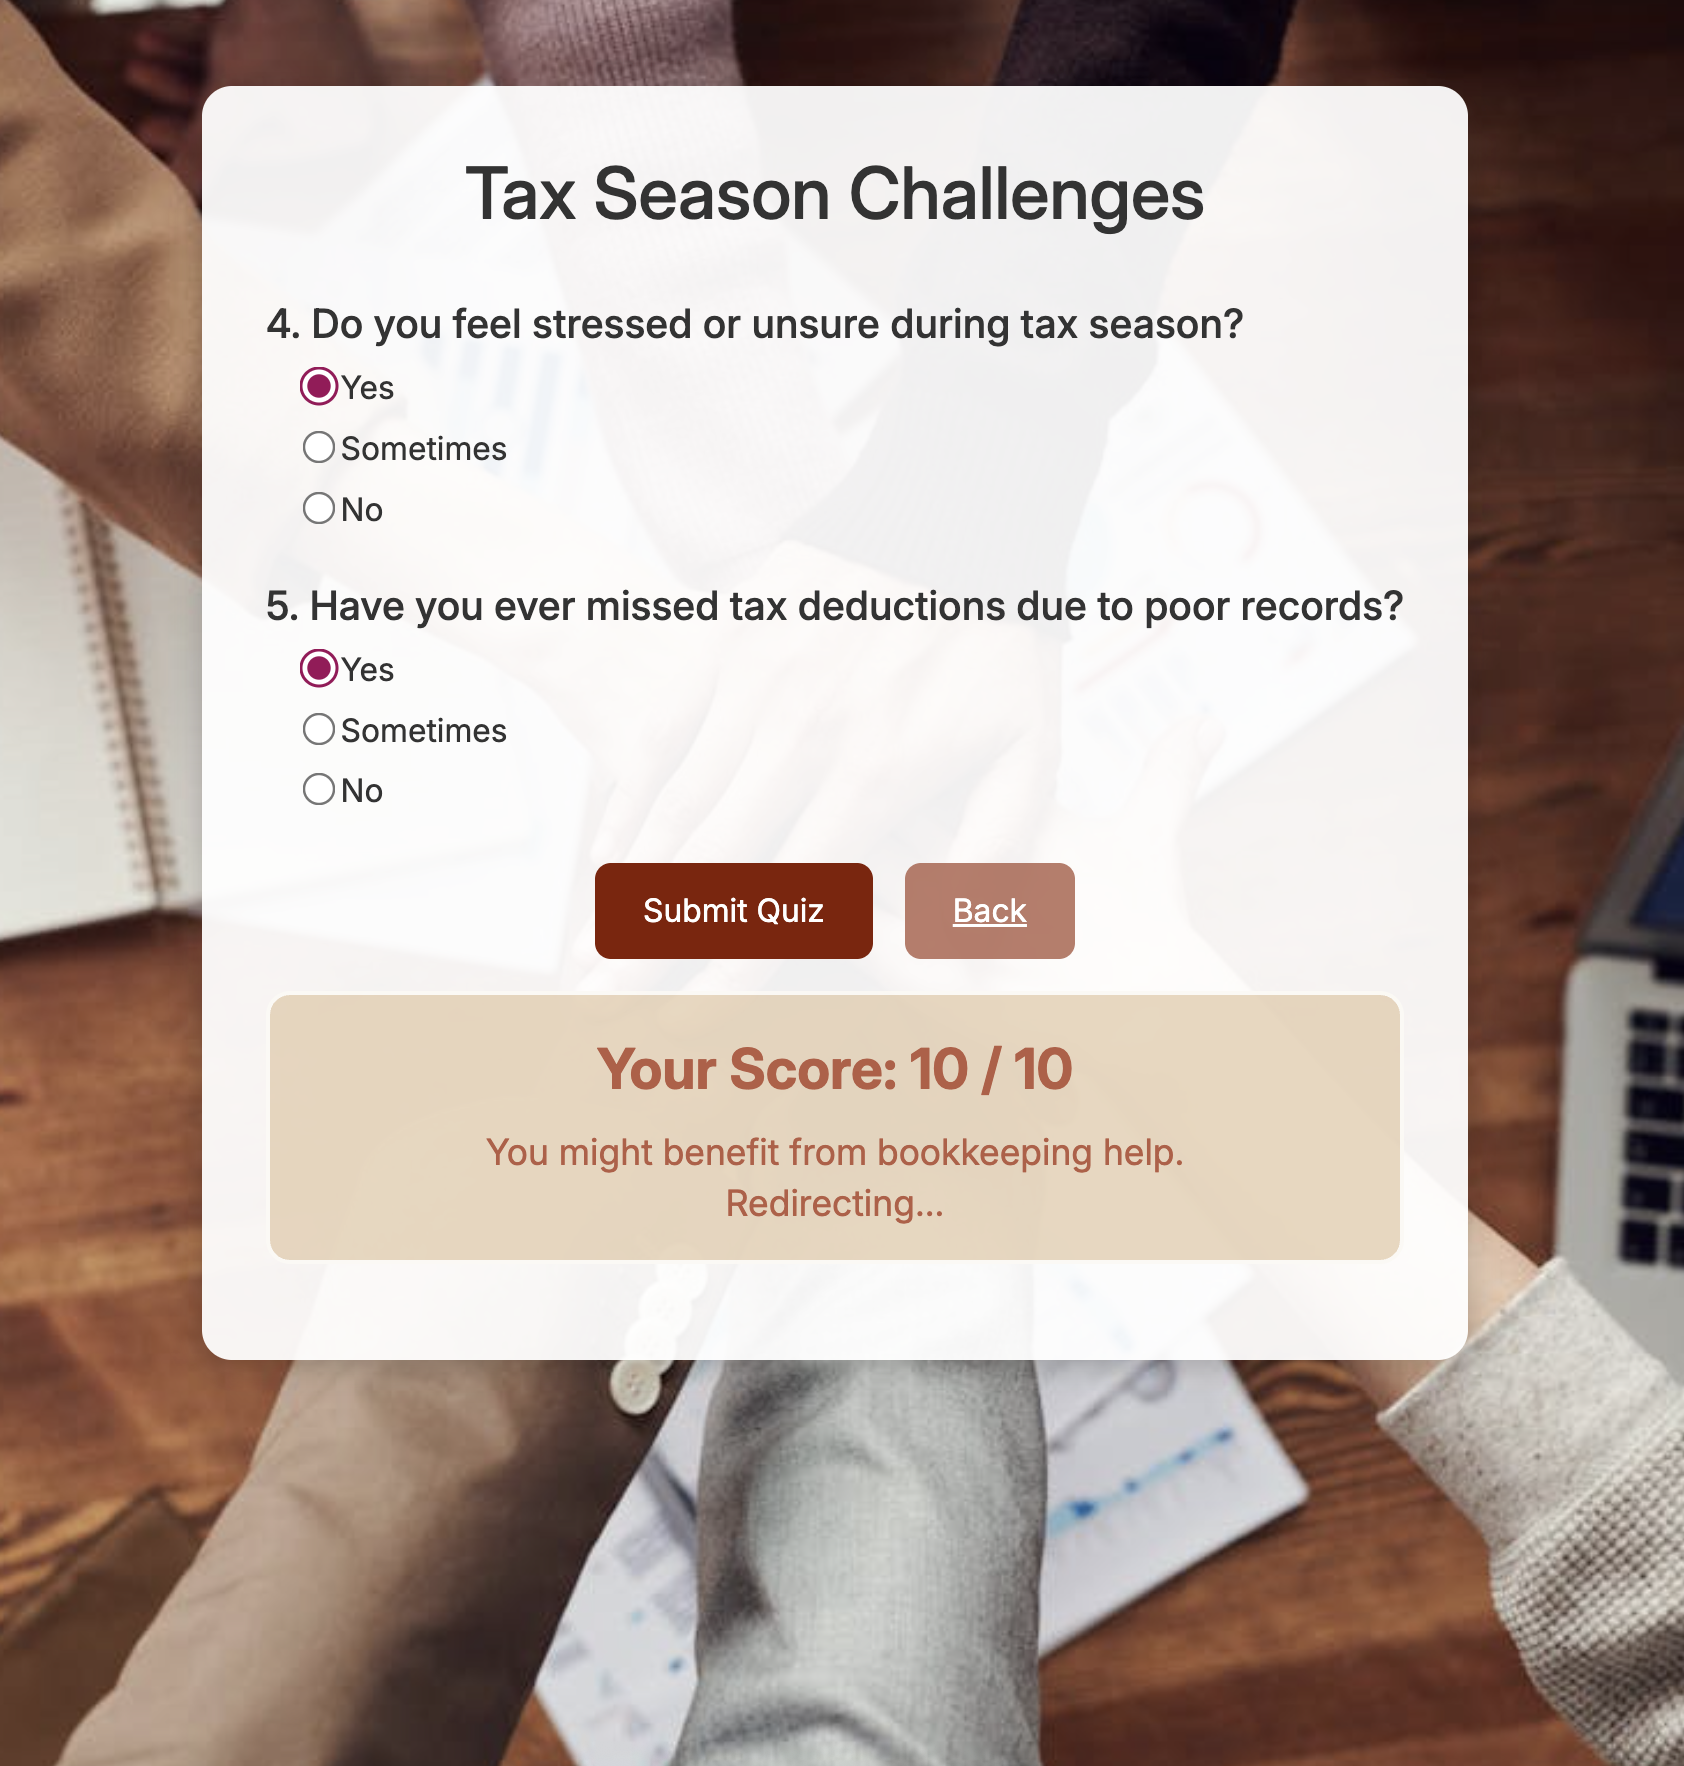 Tax Season Challenges
4. Do you feel stressed or unsure during tax season?
Yes
Sometimes
No
5. Have you ever missed tax deductions due to poor records?
Yes
Sometimes
No
Submit Quiz
Back
Your Score: 10 / 10
You might benefit from bookkeeping help.
Redirecting...